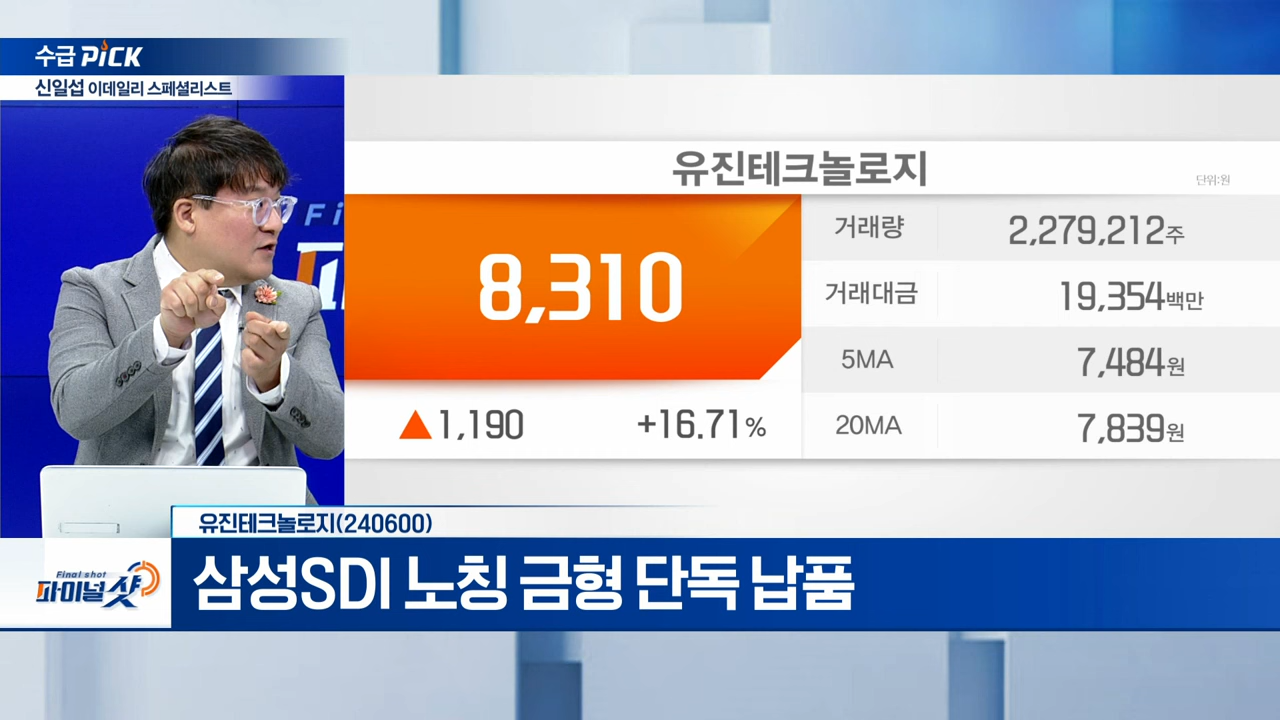 수급 PiCK
신일섭 이데일리 스페셜리스트
Fi
유진테크놀로지
단위:원
8,310
▲1,190 +16.71%
거래량 2,279,212주
거래대금 19,354백만
5MA 7,484원
20MA 7,839원
유진테크놀로지(240600)
Final shot
파이널샷
삼성SDI 노칭 금형 단독 납품